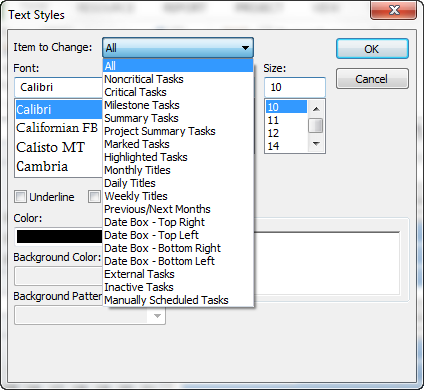 Text Styles
Item to Change: All
OK
Cancel
Font:
Calibri
Calibri
Californian FB
Calisto MT
Cambria
All
Noncritical Tasks
Critical Tasks
Milestone Tasks
Summary Tasks
Project Summary Tasks
Marked Tasks
Highlighted Tasks
Monthly Titles
Daily Titles
Weekly Titles
Previous/Next Months
Date Box - Top Right
Date Box - Top Left
Date Box - Bottom Right
Date Box - Bottom Left
External Tasks
Inactive Tasks
Manually Scheduled Tasks
Size:
10
10
11
12
14
Underline
Color:
Background Color:
Background Patter